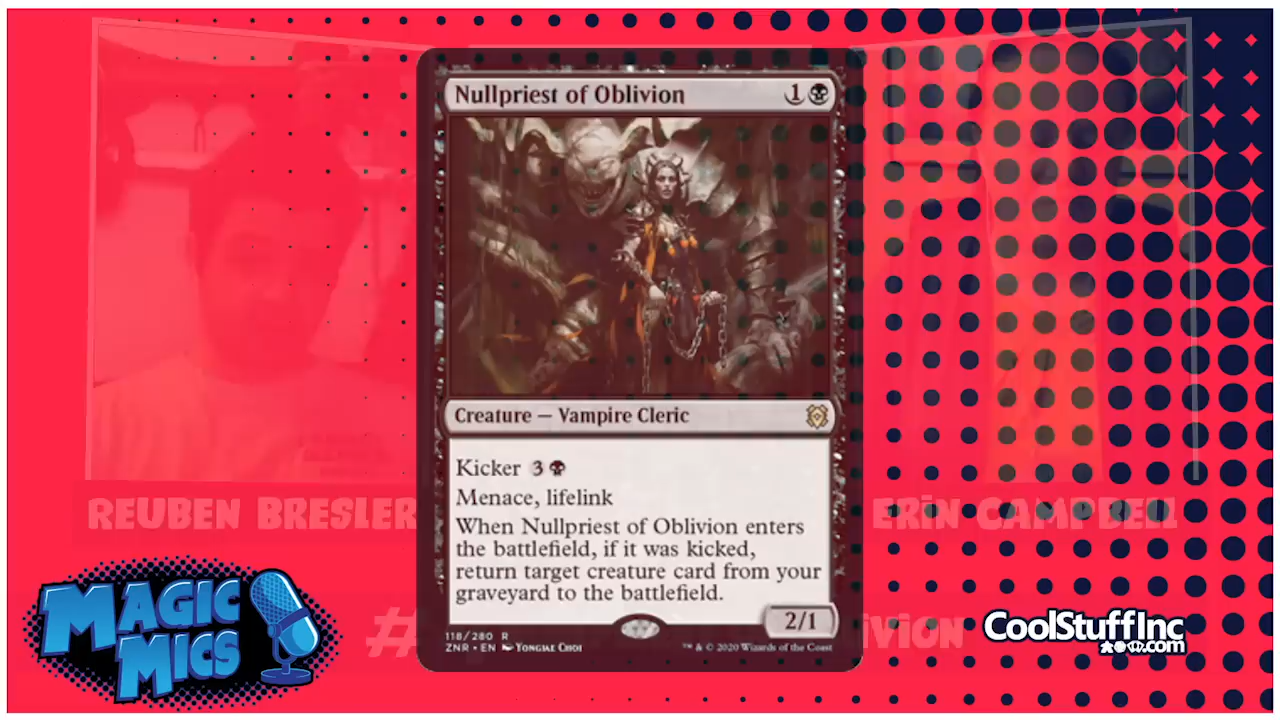 Nullpriest of Oblivion 1
Creature — Vampire Cleric
Kicker 3
Menace, lifelink
When Nullpriest of Oblivion enters
the battlefield, if it was kicked,
return target creature card from your
graveyard to the battlefield.
2/1
118/280 R
ZNR • EN YONGJAE CHOI
™ & © 2020 Wizards of the Coast
REUBEN BRESLER
ERIN CAMPBELL
MAGIC
MICS
#
CoolStuffInc
.com